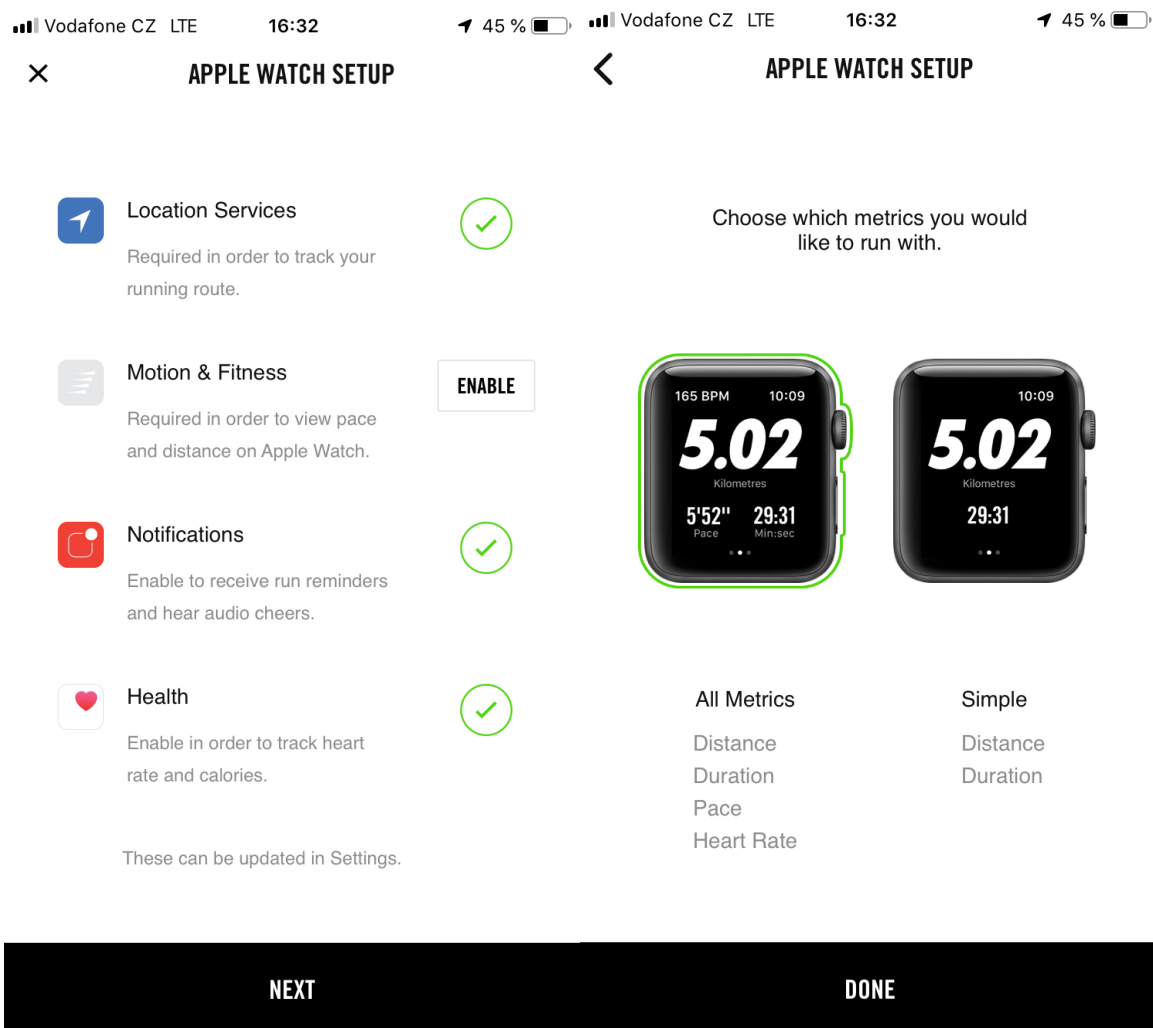 Vodafone CZ LTE 16:32 45 %
APPLE WATCH SETUP
Location Services
Required in order to track your
running route.
Motion & Fitness
Required in order to view pace
and distance on Apple Watch.
ENABLE
Notifications
Enable to receive run reminders
and hear audio cheers.
Health
Enable in order to track heart
rate and calories.
These can be updated in Settings.
NEXT
Vodafone CZ LTE 16:32 45 %
APPLE WATCH SETUP
Choose which metrics you would
like to run with.
165 BPM 10:09
5.02
Kilometres
5'52" 29:31
Pace Min:sec
10:09
5.02
Kilometres
29:31
All Metrics
Distance
Duration
Pace
Heart Rate
Simple
Distance
Duration
DONE